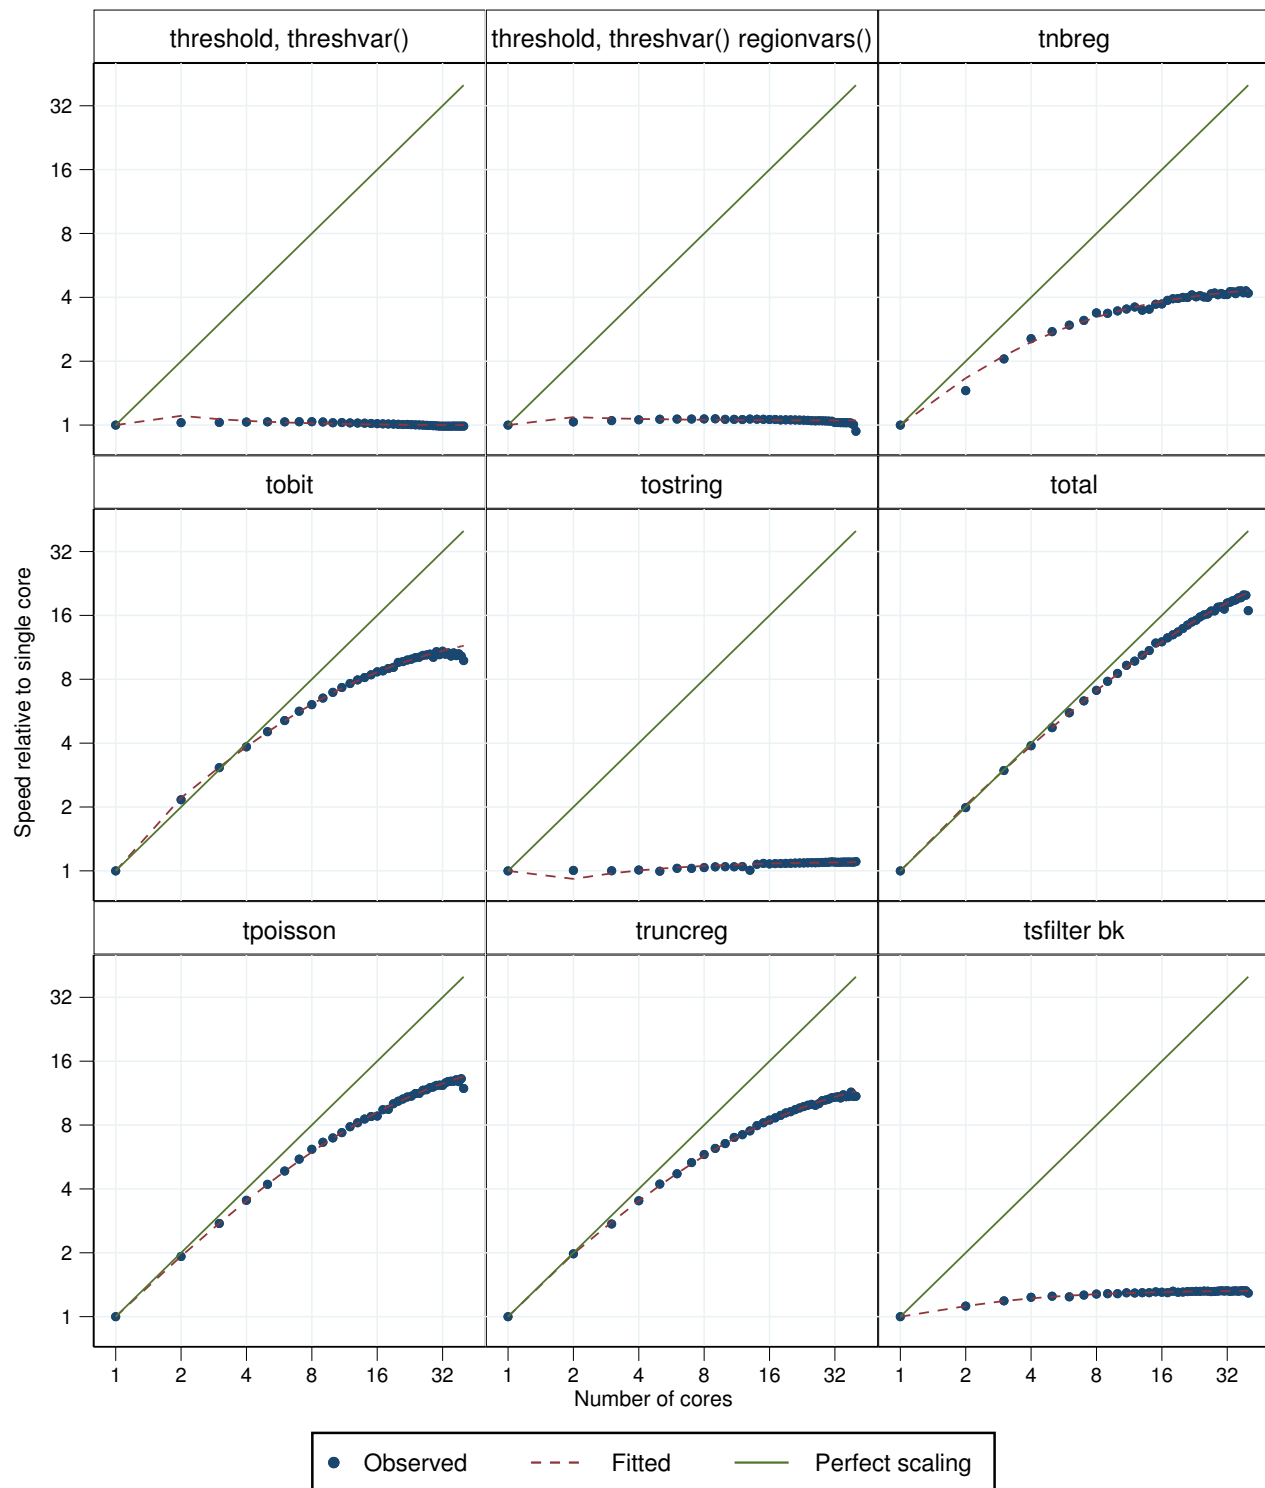 threshold, threshvar()
threshold, threshvar() regionvars()
tnbreg
32
16
8
4
2
1
tobit
tostring
total
32
16
8
4
2
1
Speed relative to single core
tpoisson
truncreg
tsfilter bk
32
16
8
4
2
1
1 2 4 8 16 32
1 2 4 8 16 32
1 2 4 8 16 32
Number of cores
Observed Fitted Perfect scaling